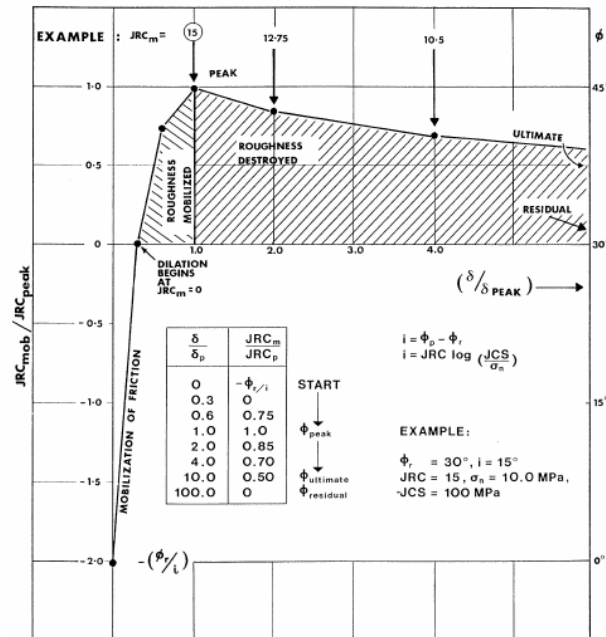 EXAMPLE : JRCm = 15 12·75 10·5 ϕ
PEAK
1·0 45°
ULTIMATE
ROUGHNESS
DESTROYED
0·5
ROUGHNESS
MOBILIZED
RESIDUAL
0 1.0 2.0 3.0 4.0 30°
DILATION
BEGINS
AT
JRCm = 0
(δ/δPEAK)
JRCmob / JRCpeak
-0·5
δ/δp JRCm/JRCp
0 -ϕr/i START
0.3 0
0.6 0.75
1.0 1.0 ϕpeak
2.0 0.85
4.0 0.70
10.0 0.50 ϕultimate
100.0 0 ϕresidual
i = ϕp - ϕr
i = JRC log (JCS/σn)
-1·0 15°
EXAMPLE:
ϕr = 30°, i = 15°
JRC = 15, σn = 10.0 MPa,
JCS = 100 MPa
MOBILIZATION OF FRICTION
-1·5
-2·0 -(ϕr/i) 0°